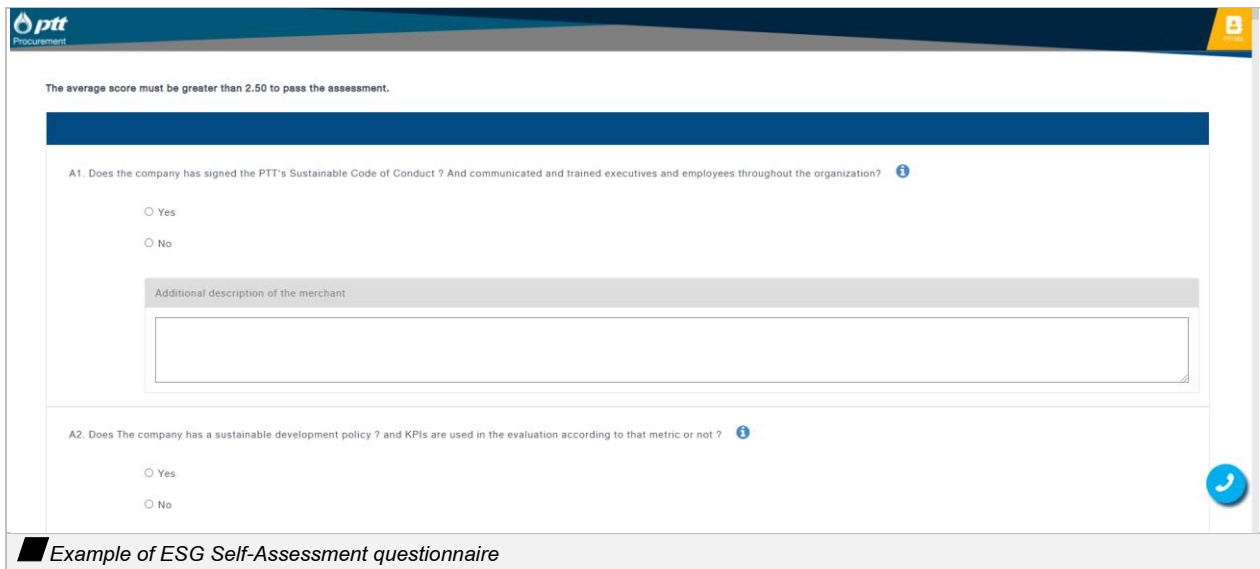 ptt
Procurement
The average score must be greater than 2.50 to pass the assessment.
A1. Does the company has signed the PTT's Sustainable Code of Conduct ? And communicated and trained executives and employees throughout the organization?
Yes
No
Additional description of the merchant
A2. Does The company has a sustainable development policy ? and KPIs are used in the evaluation according to that metric or not ?
Yes
No
Example of ESG Self-Assessment questionnaire